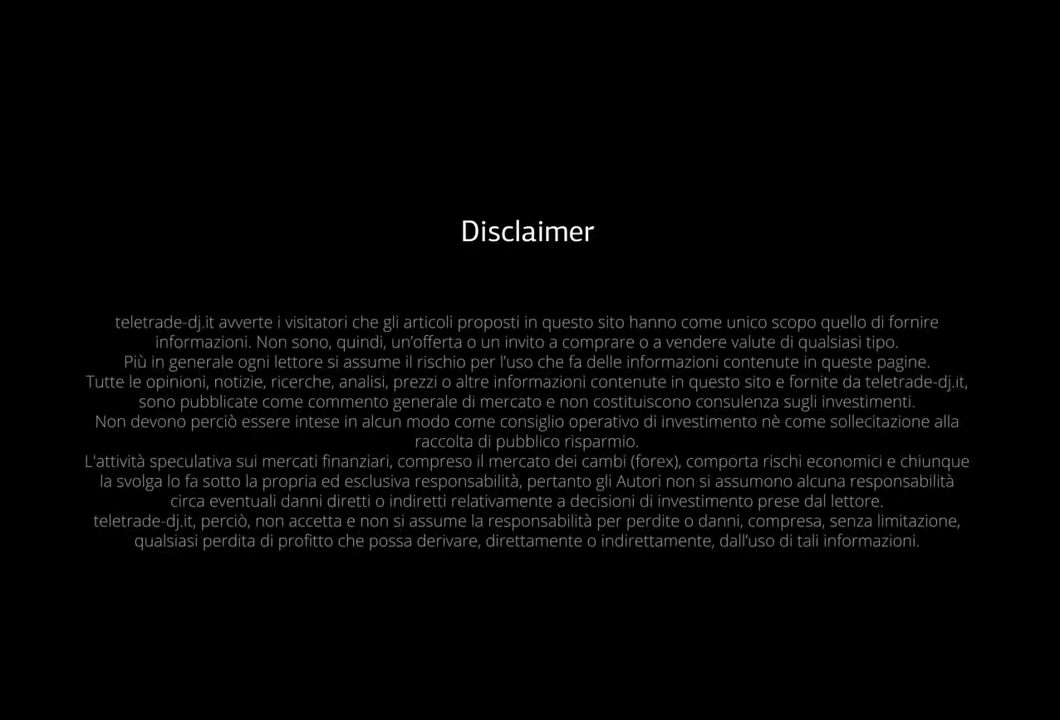 Disclaimer
teletrade-dj.it avverte i visitatori che gli articoli proposti in questo sito hanno come unico scopo quello di fornire
informazioni. Non sono, quindi, un'offerta o un invito a comprare o a vendere valute di qualsiasi tipo.
Più in generale ogni lettore si assume il rischio per l'uso che fa delle informazioni contenute in queste pagine.
Tutte le opinioni, notizie, ricerche, analisi, prezzi o altre informazioni contenute in questo sito e fornite da teletrade-dj.it,
sono pubblicate come commento generale di mercato e non costituiscono consulenza sugli investimenti.
Non devono perciò essere intese in alcun modo come consiglio operativo di investimento nè come sollecitazione alla
raccolta di pubblico risparmio.
L'attività speculativa sui mercati finanziari, compreso il mercato dei cambi (forex), comporta rischi economici e chiunque
la svolga lo fa sotto la propria ed esclusiva responsabilità, pertanto gli Autori non si assumono alcuna responsabilità
circa eventuali danni diretti o indiretti relativamente a decisioni di investimento prese dal lettore.
teletrade-dj.it, perciò, non accetta e non si assume la responsabilità per perdite o danni, compresa, senza limitazione,
qualsiasi perdita di profitto che possa derivare, direttamente o indirettamente, dall'uso di tali informazioni.